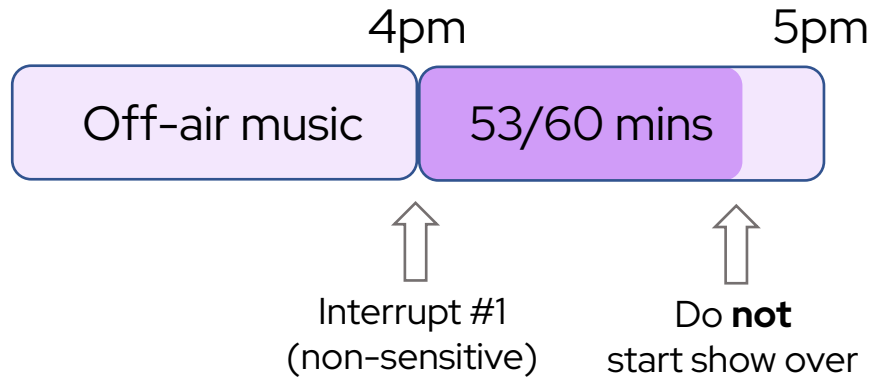 4pm
5pm
Off-air music
53/60 mins
Interrupt #1
(non-sensitive)
Do not
start show over